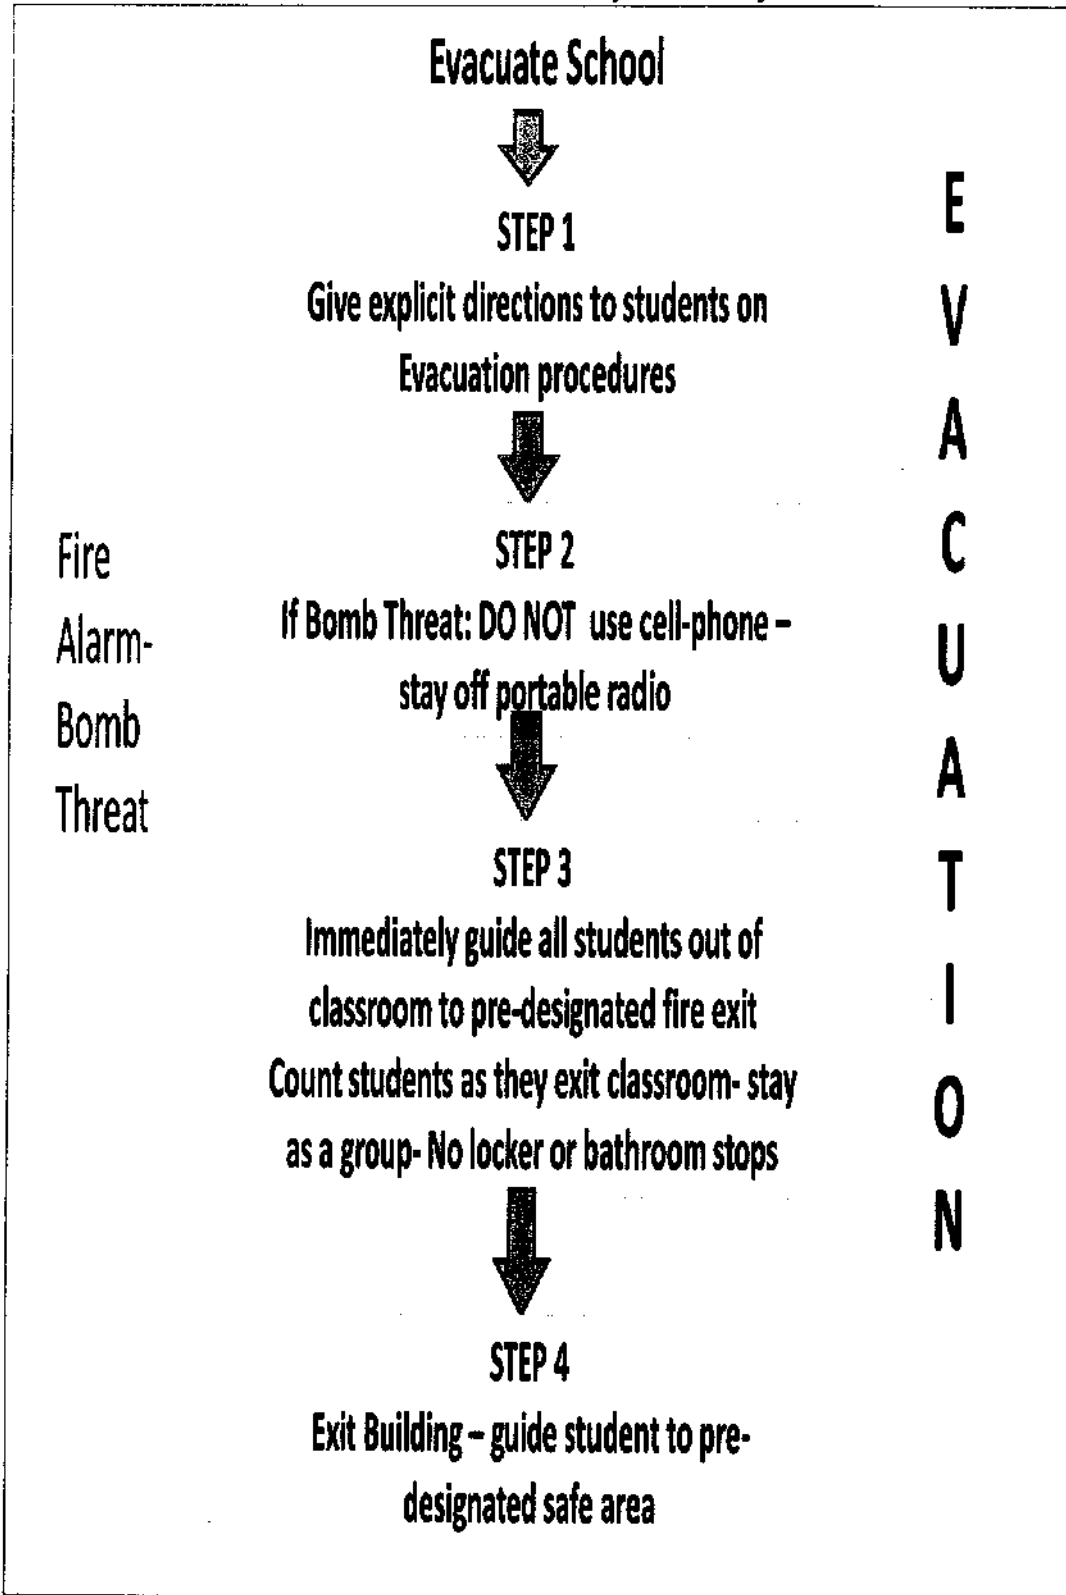 Evacuate School
STEP 1
Give explicit directions to students on
Evacuation procedures
STEP 2
If Bomb Threat: DO NOT use cell-phone –
stay off portable radio
STEP 3
Immediately guide all students out of
classroom to pre-designated fire exit
Count students as they exit classroom- stay
as a group- No locker or bathroom stops
STEP 4
Exit Building – guide student to pre-
designated safe area
Fire
Alarm-
Bomb
Threat
E
V
A
C
U
A
T
I
O
N